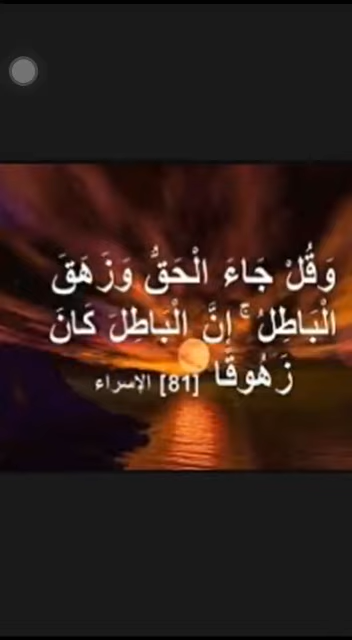 وَقُلْ جَاءَ الْحَقُّ وَزَهَقَ
الْبَاطِلُ ۚ إِنَّ الْبَاطِلَ كَانَ
زَهُوقًا [81] الإسراء